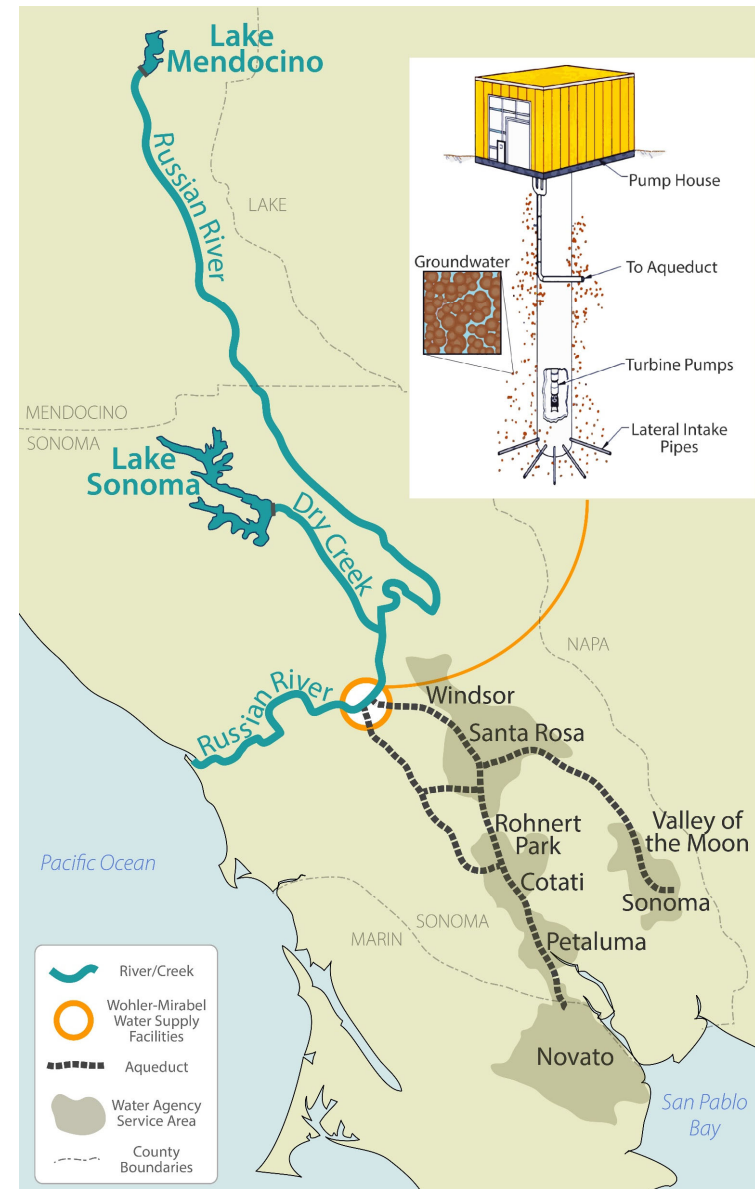 Lake
Mendocino
Russian River
LAKE
Pump House
Groundwater
To Aqueduct
Turbine Pumps
Lateral Intake
Pipes
MENDOCINO
SONOMA
Lake
Sonoma
Dry Creek
NAPA
Russian River
Windsor
Santa Rosa
Rohnert
Park
Valley of
the Moon
Cotati
Sonoma
Pacific Ocean
SONOMA
MARIN
Petaluma
Novato
San Pablo
Bay
River/Creek
Wohler-Mirabel
Water Supply
Facilities
Aqueduct
Water Agency
Service Area
County
Boundaries